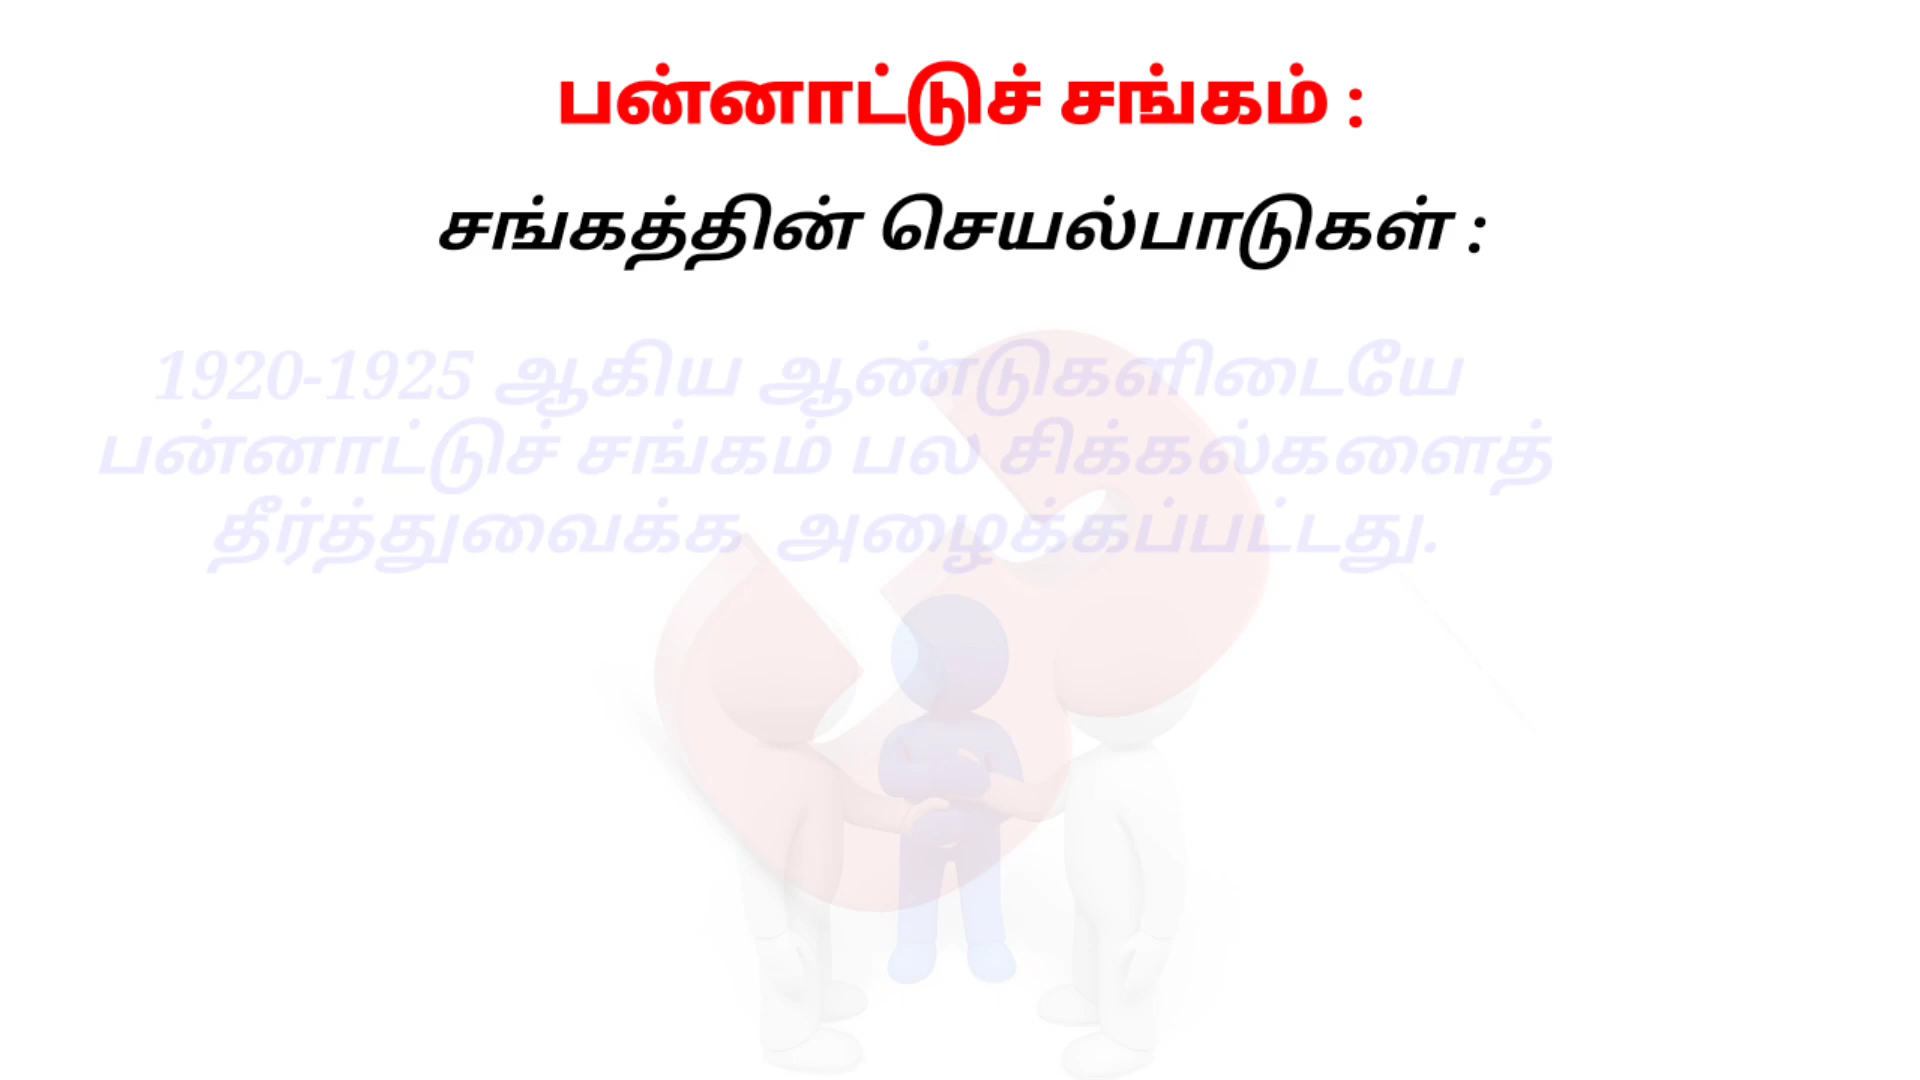 பன்னாட்டுச் சங்கம் :
சங்கத்தின் செயல்பாடுகள் :
1920-1925 ஆகிய ஆண்டுகளிடையே
பன்னாட்டுச் சங்கம் பல சிக்கல்களைத்
தீர்த்துவைக்க அழைக்கப்பட்டது.